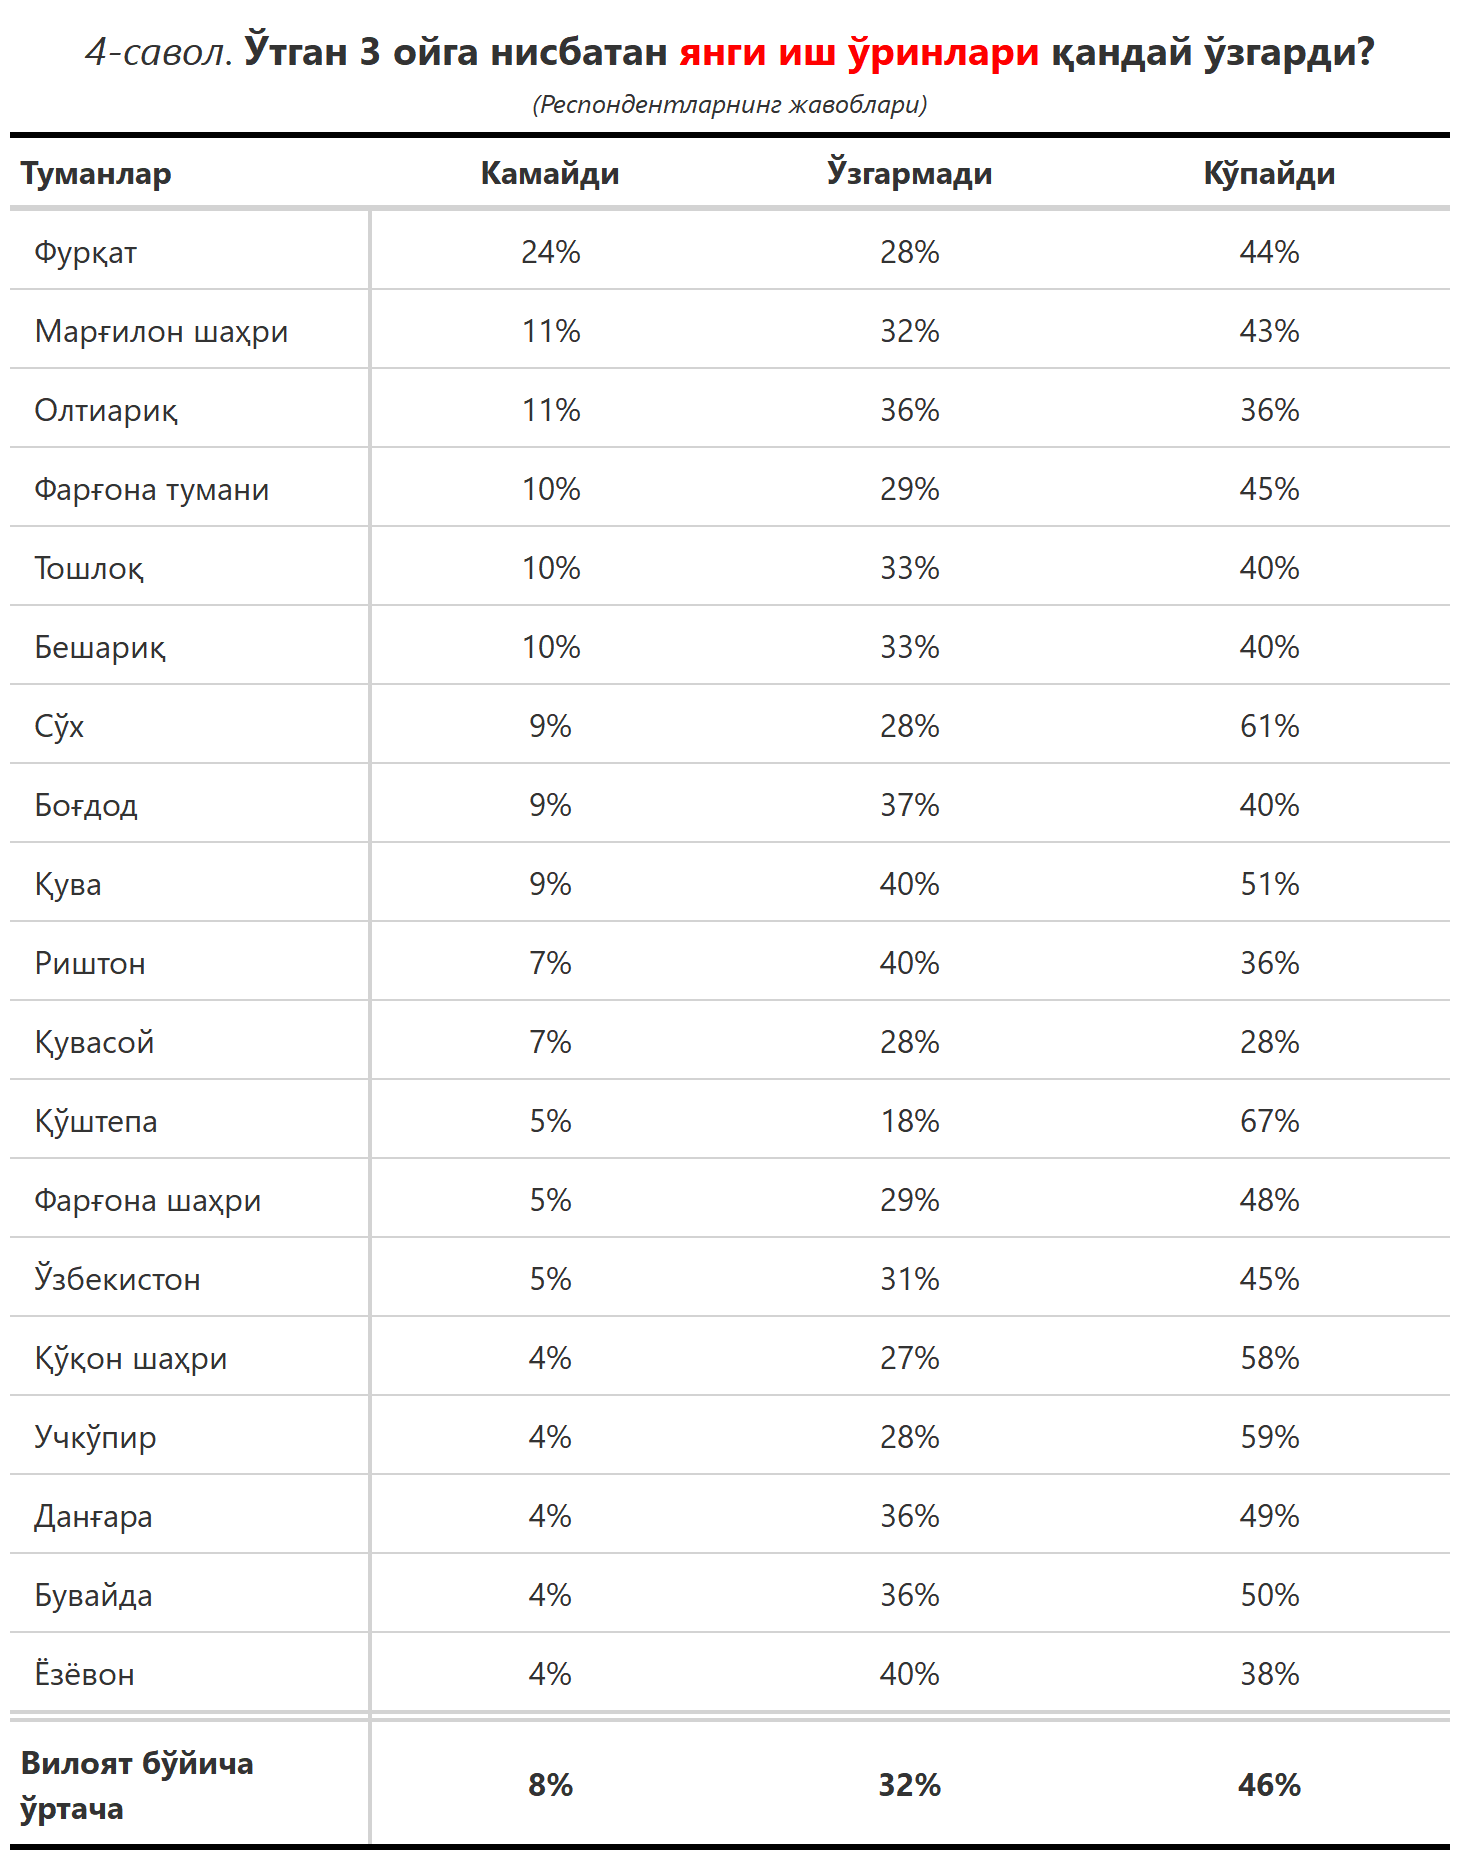 4-савол. Ўтган 3 ойга нисбатан янги иш ўринлари қандай ўзгарди?
(Респондентларнинг жавоблари)
Туманлар Камайди Ўзгармади Кўпайди
Фурқат 24% 28% 44%
Марғилон шаҳри 11% 32% 43%
Олтиариқ 11% 36% 36%
Фарғона тумани 10% 29% 45%
Тошлоқ 10% 33% 40%
Бешариқ 10% 33% 40%
Сўх 9% 28% 61%
Боғдод 9% 37% 40%
Қува 9% 40% 51%
Риштон 7% 40% 36%
Қувасой 7% 28% 28%
Қўштепа 5% 18% 67%
Фарғона шаҳри 5% 29% 48%
Ўзбекистон 5% 31% 45%
Қўқон шаҳри 4% 27% 58%
Учкўпир 4% 28% 59%
Данғара 4% 36% 49%
Бувайда 4% 36% 50%
Ёзёвон 4% 40% 38%
Вилоят бўйича
ўртача 8% 32% 46%